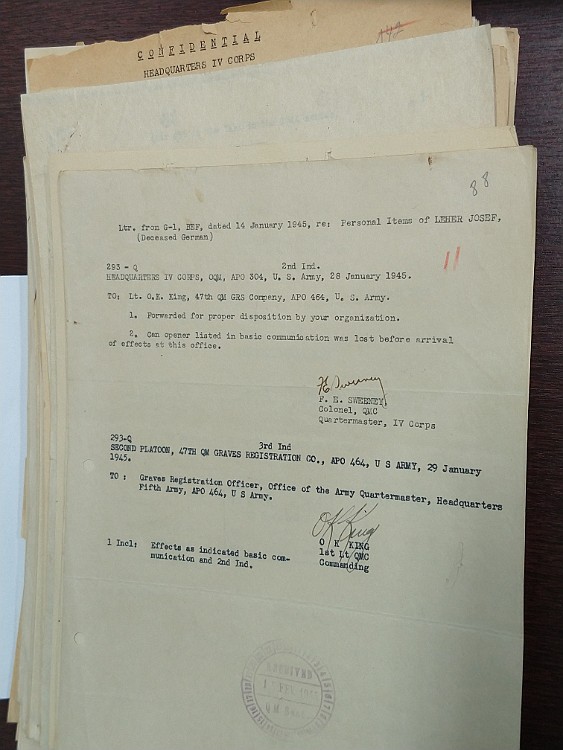 CONFIDENTIAL
HEADQUARTERS IV CORPS
88
Ltr. from G-1, BEF, dated 14 January 1945, re: Personal Items of LEHER JOSEF,
(Deceased German)
11
293 - Q 2nd Ind.
HEADQUARTERS IV CORPS, OQM, APO 304, U. S. Army, 28 January 1945.
TO: Lt. O.E. King, 47th QM GRS Company, APO 464, U. S. Army.
1. Forwarded for proper disposition by your organization.
2. Can opener listed in basic communication was lost before arrival
of effects at this office.
F. E. SWEENEY
Colonel, QMC
Quartermaster, IV Corps
293-Q 3rd Ind
SECOND PLATOON, 47TH QM GRAVES REGISTRATION CO., APO 464, U S ARMY, 29 January
1945.
TO : Graves Registration Officer, Office of the Army Quartermaster, Headquarters
Fifth Army, APO 464, U S Army.
OK King
O K KING
1st Lt QMC
Commanding
1 Incl: Effects as indicated basic com-
munication and 2nd Ind.
RECEIVED
FEB
QM